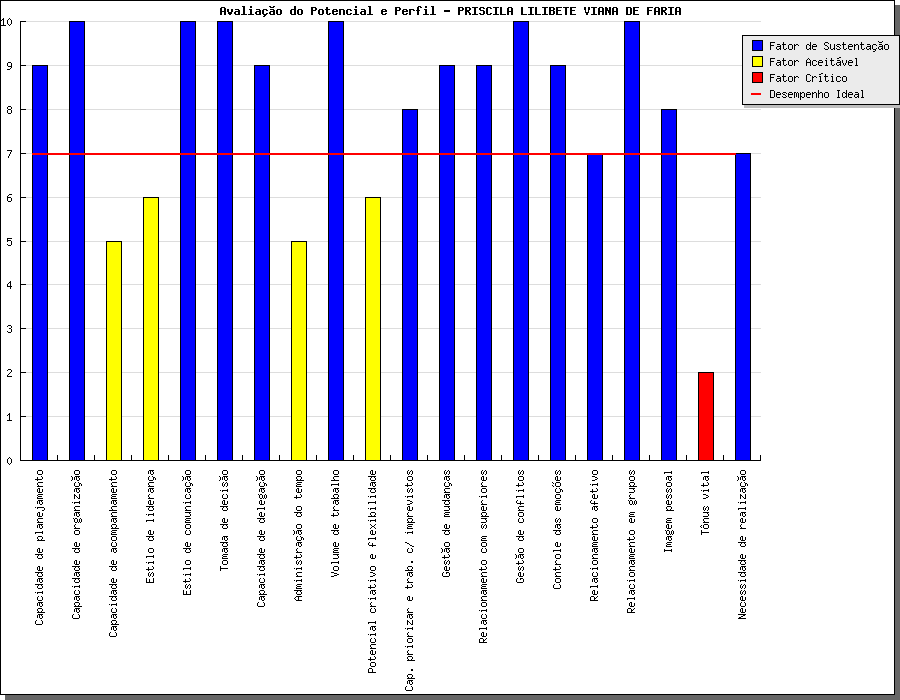 Avaliação do Potencial e Perfil - PRISCILA LILIBETE VIANA DE FARIA
Fator de Sustentação
Fator Aceitável
Fator Crítico
Desempenho Ideal
10
9
8
7
6
5
4
3
2
1
0
Capacidade de planejamento
Capacidade de organização
Capacidade de acompanhamento
Estilo de liderança
Estilo de comunicação
Tomada de decisão
Capacidade de delegação
Administração do tempo
Volume de trabalho
Potencial criativo e flexibilidade
Cap. priorizar e trab. c/ imprevistos
Gestão de mudanças
Relacionamento com superiores
Gestão de conflitos
Controle das emoções
Relacionamento afetivo
Relacionamento em grupos
Imagem pessoal
Tônus vital
Necessidade de realização